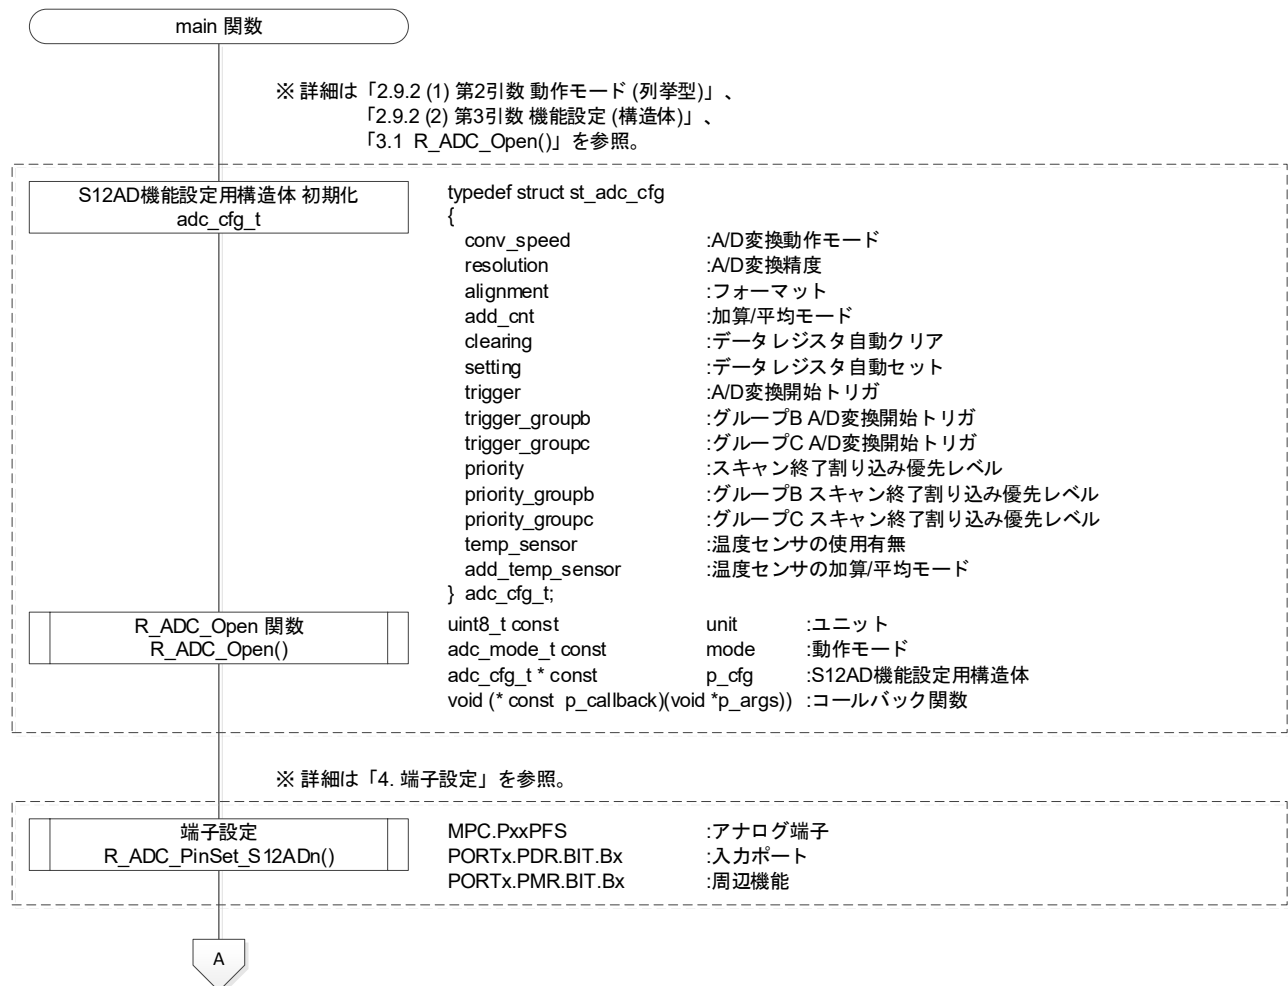 main 関数
※ 詳細は「2.9.2 (1) 第2引数 動作モード (列挙型)」、
「2.9.2 (2) 第3引数 機能設定 (構造体)」、
「3.1 R_ADC_Open()」を参照。
S12AD機能設定用構造体 初期化
adc_cfg_t
typedef struct st_adc_cfg
{
conv_speed :A/D変換動作モード
resolution :A/D変換精度
alignment :フォーマット
add_cnt :加算/平均モード
clearing :データレジスタ自動クリア
setting :データレジスタ自動セット
trigger :A/D変換開始トリガ
trigger_groupb :グループB A/D変換開始トリガ
trigger_groupc :グループC A/D変換開始トリガ
priority :スキャン終了割り込み優先レベル
priority_groupb :グループB スキャン終了割り込み優先レベル
priority_groupc :グループC スキャン終了割り込み優先レベル
temp_sensor :温度センサの使用有無
add_temp_sensor :温度センサの加算/平均モード
} adc_cfg_t;
R_ADC_Open 関数
R_ADC_Open()
uint8_t const unit :ユニット
adc_mode_t const mode :動作モード
adc_cfg_t * const p_cfg :S12AD機能設定用構造体
void (* const p_callback)(void *p_args)) :コールバック関数
※ 詳細は「4. 端子設定」を参照。
端子設定
R_ADC_PinSet_S12ADn()
MPC.PxxPFS :アナログ端子
PORTx.PDR.BIT.Bx :入力ポート
PORTx.PMR.BIT.Bx :周辺機能
A